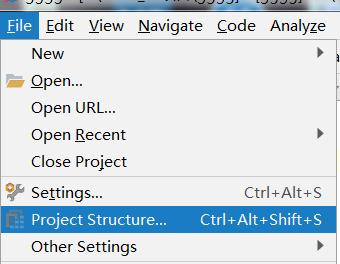 File Edit View Navigate Code Analyze
New
Open...
Open URL...
Open Recent
Close Project
Settings... Ctrl+Alt+S
Project Structure... Ctrl+Alt+Shift+S
Other Settings